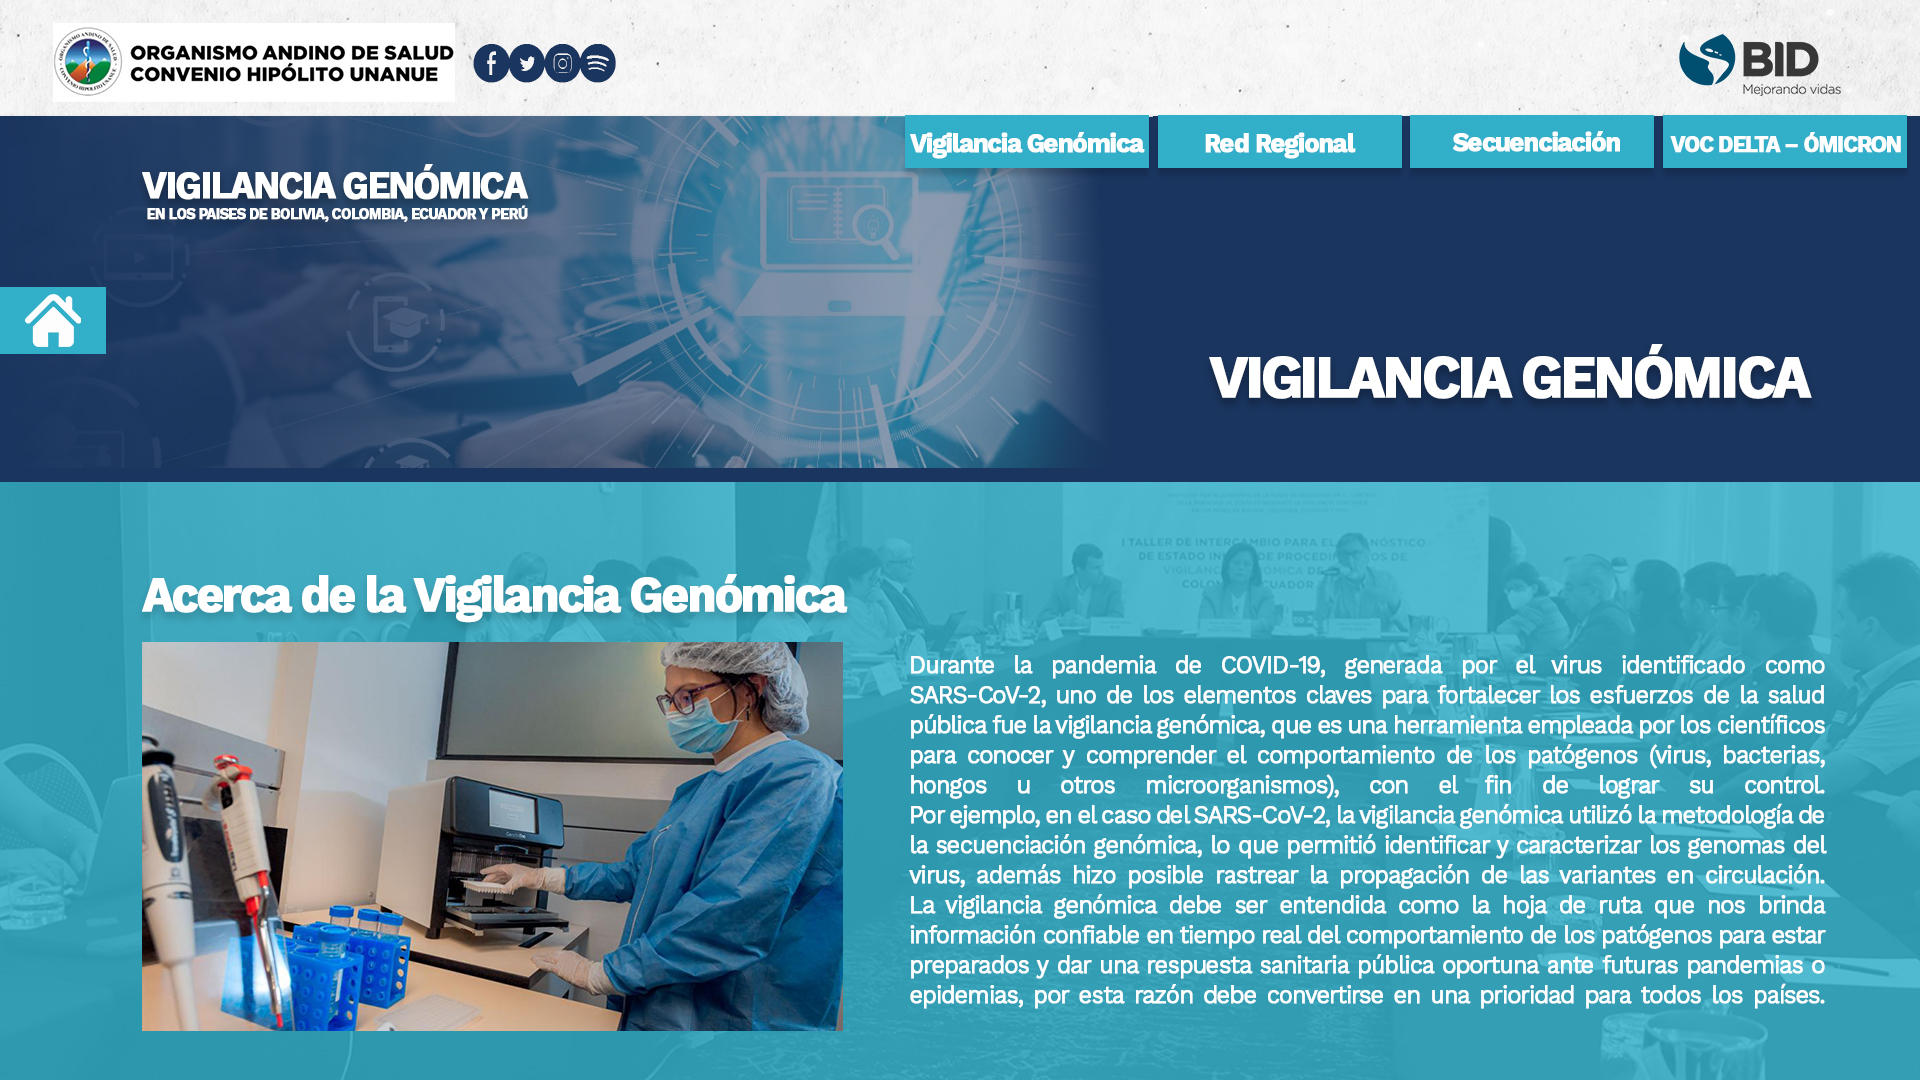 ORGANISMO ANDINO DE SALUD
CONVENIO HIPÓLITO UNANUE
BID
Mejorando vidas
Vigilancia Genómica
Red Regional
Secuenciación
VOC DELTA – ÓMICRON
VIGILANCIA GENÓMICA
EN LOS PAISES DE BOLIVIA, COLOMBIA, ECUADOR Y PERÚ
VIGILANCIA GENÓMICA
I TALLER DE INTERCAMBIO PARA EL
DE ESTADO
Acerca de la Vigilancia Genómica
Durante la pandemia de COVID-19, generada por el virus identificado como
SARS-CoV-2, uno de los elementos claves para fortalecer los esfuerzos de la salud
pública fue la vigilancia genómica, que es una herramienta empleada por los científicos
para conocer y comprender el comportamiento de los patógenos (virus, bacterias,
hongos u otros microorganismos), con el fin de lograr su control.
Por ejemplo, en el caso del SARS-CoV-2, la vigilancia genómica utilizó la metodología de
la secuenciación genómica, lo que permitió identificar y caracterizar los genomas del
virus, además hizo posible rastrear la propagación de las variantes en circulación.
La vigilancia genómica debe ser entendida como la hoja de ruta que nos brinda
información confiable en tiempo real del comportamiento de los patógenos para estar
preparados y dar una respuesta sanitaria pública oportuna ante futuras pandemias o
epidemias, por esta razón debe convertirse en una prioridad para todos los países.